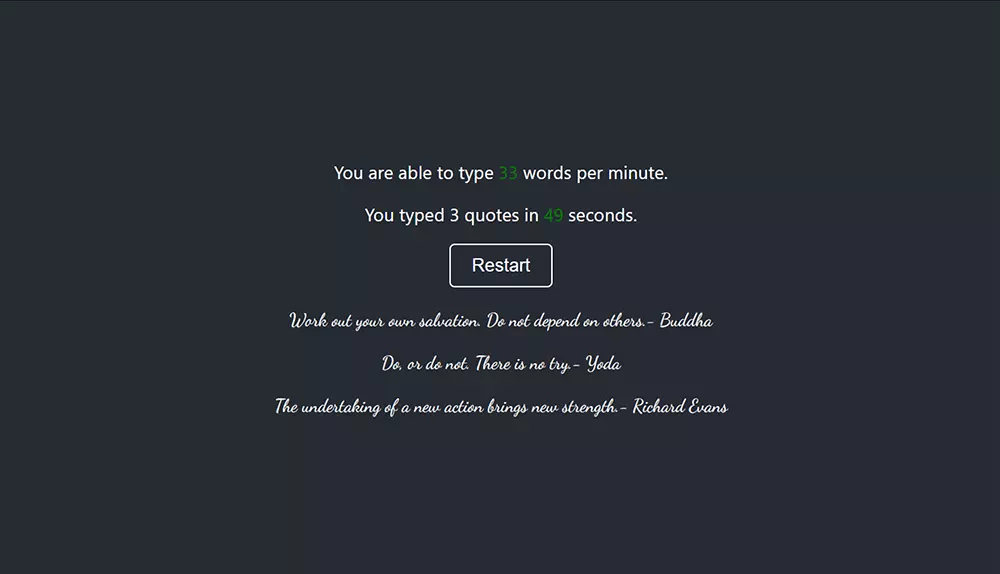 You are able to type 33 words per minute.
You typed 3 quotes in 49 seconds.
Restart
Work out your own salvation. Do not depend on others.- Buddha
Do, or do not. There is no try.- Yoda
The undertaking of a new action brings new strength.- Richard Evans